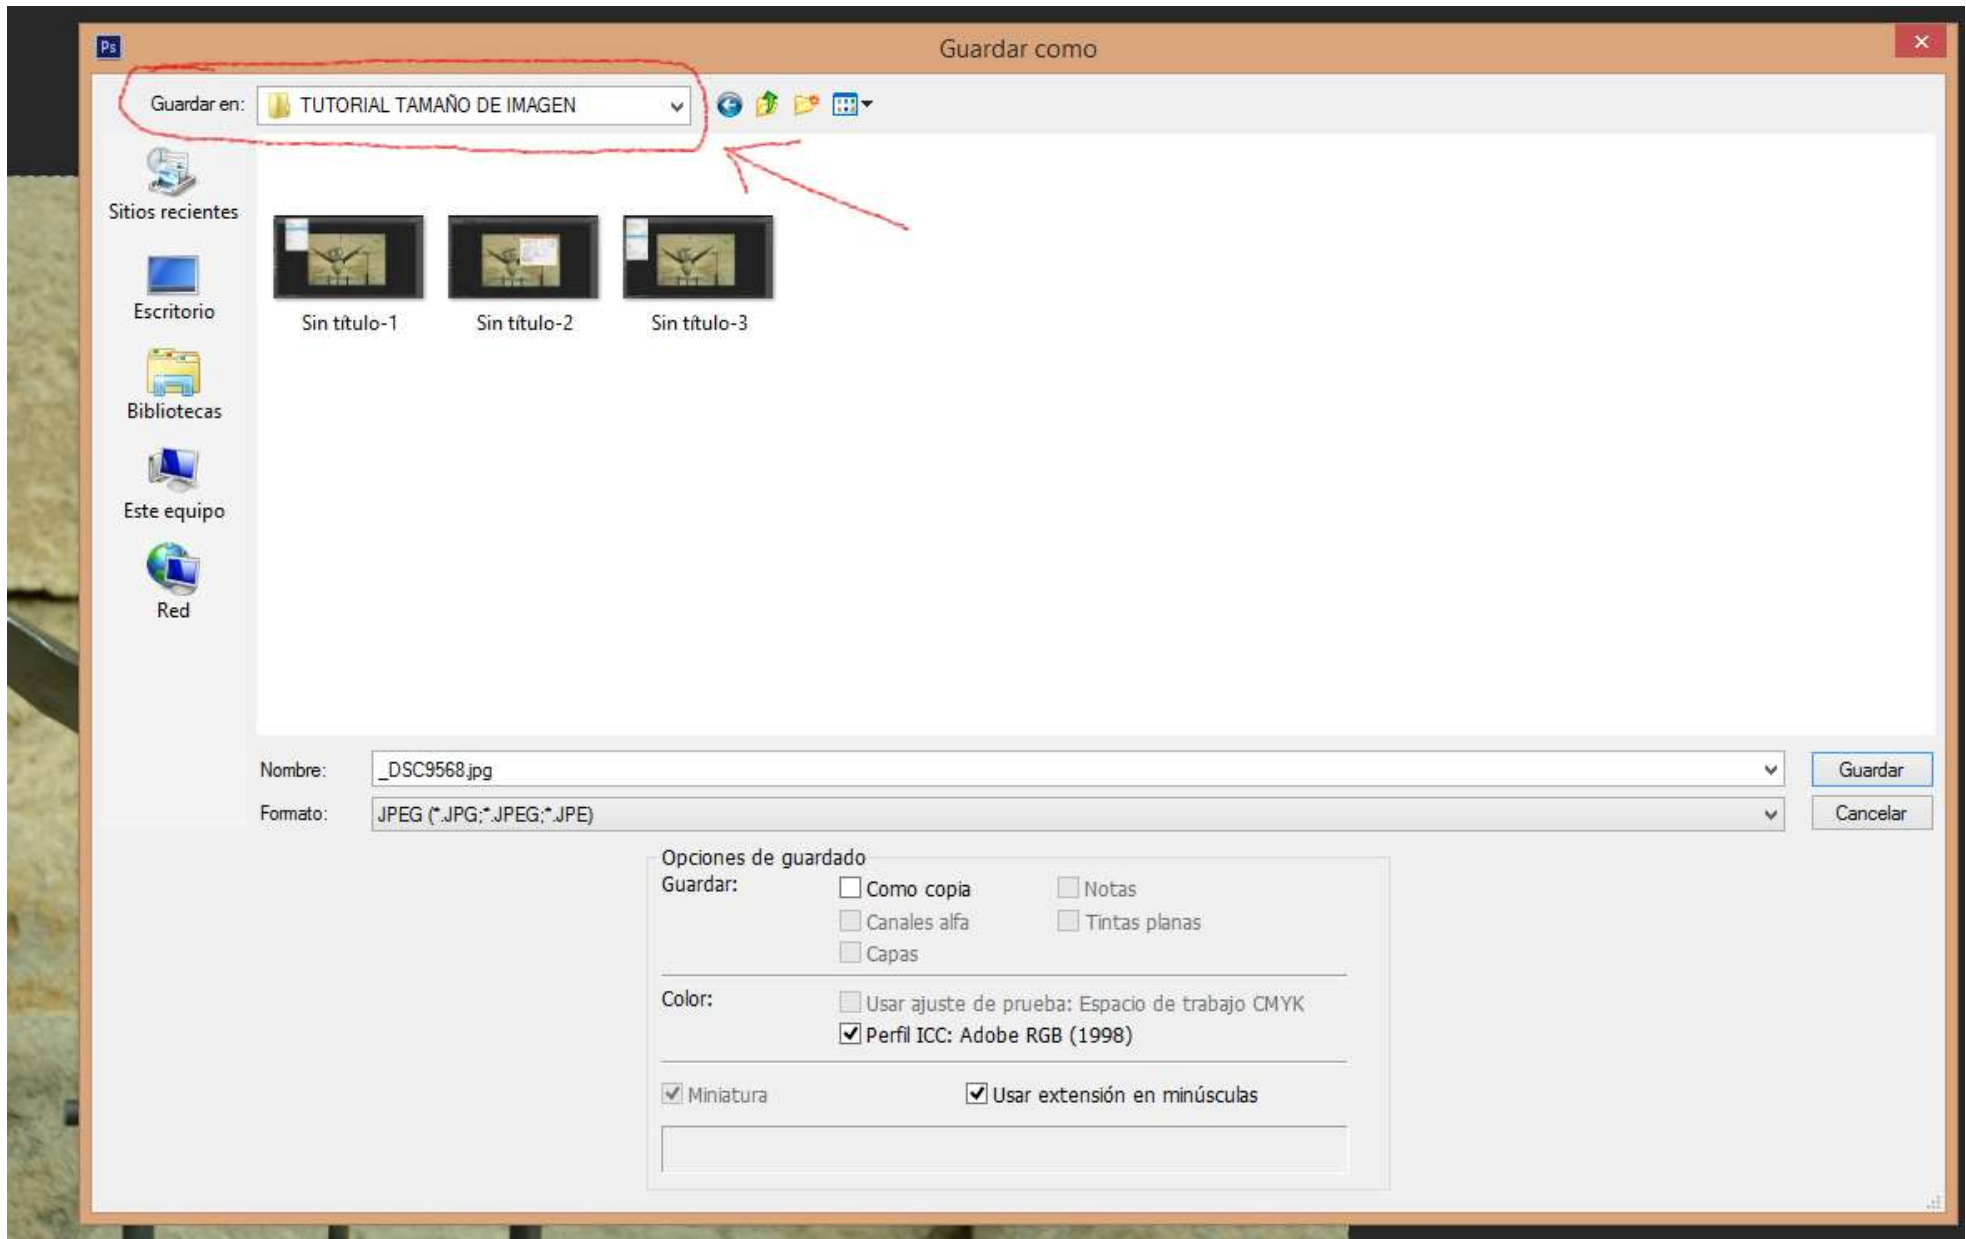 Ps
Guardar como
Guardar en: TUTORIAL TAMAÑO DE IMAGEN
Sitios recientes
Escritorio
Bibliotecas
Este equipo
Red
Sin título-1 Sin título-2 Sin título-3
Nombre: _DSC9568.jpg Guardar
Formato: JPEG (*.JPG;*.JPEG;*.JPE) Cancelar
Opciones de guardado
Guardar: Como copia Notas
Canales alfa Tintas planas
Capas
Color: Usar ajuste de prueba: Espacio de trabajo CMYK
Perfil ICC: Adobe RGB (1998)
Miniatura Usar extensión en minúsculas